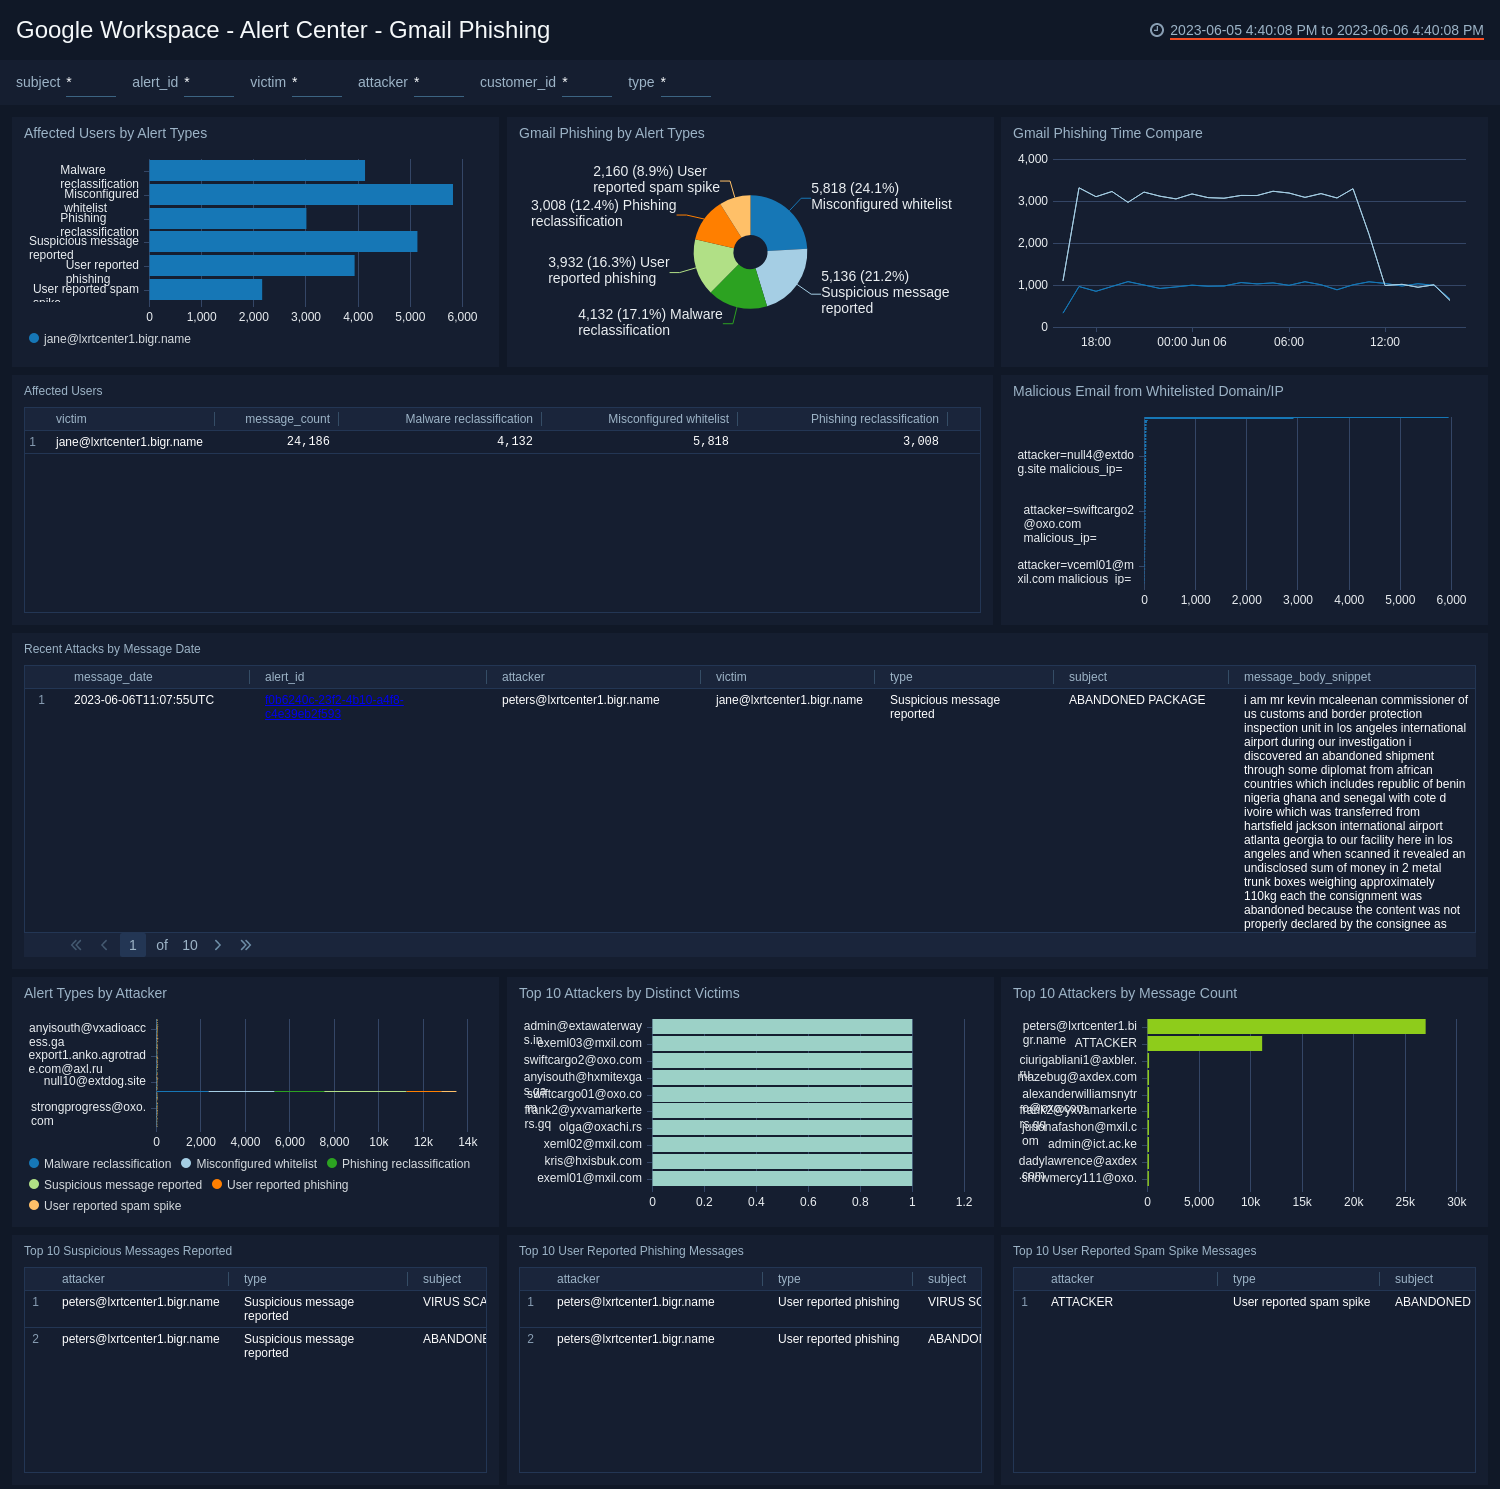 Google Workspace - Alert Center - Gmail Phishing
2023-06-05 4:40:08 PM to 2023-06-06 4:40:08 PM
subject * alert_id * victim * attacker * customer_id * type *
Affected Users by Alert Types
Malware
reclassification
Misconfigured
whitelist
Phishing
reclassification
Suspicious message
reported
User reported
phishing
User reported spam
0 1,000 2,000 3,000 4,000 5,000 6,000
jane@lxrtcenter1.bigr.name
Gmail Phishing by Alert Types
2,160 (8.9%) User
reported spam spike
5,818 (24.1%)
Misconfigured whitelist
3,008 (12.4%) Phishing
reclassification
3,932 (16.3%) User
reported phishing
5,136 (21.2%)
Suspicious message
reported
4,132 (17.1%) Malware
reclassification
Gmail Phishing Time Compare
4,000
3,000
2,000
1,000
0
18:00 00:00 Jun 06 06:00 12:00
Affected Users
victim message_count Malware reclassification Misconfigured whitelist Phishing reclassification
1 jane@lxrtcenter1.bigr.name 24,186 4,132 5,818 3,008
Malicious Email from Whitelisted Domain/IP
attacker=null4@extdo
g.site malicious_ip=
attacker=swiftcargo2
@oxo.com
malicious_ip=
attacker=vceml01@m
xil.com malicious_ip=
0 1,000 2,000 3,000 4,000 5,000 6,000
Recent Attacks by Message Date
message_date alert_id attacker victim type subject message_body_snippet
1 2023-06-06T11:07:55UTC peters@lxrtcenter1.bigr.name jane@lxrtcenter1.bigr.name Suspicious message ABANDONED PACKAGE i am mr kevin mcaleenan commissioner of
reported us customs and border protection
inspection unit in los angeles international
airport during our investigation i
discovered an abandoned shipment
through some diplomat from african
countries which includes republic of benin
nigeria ghana and senegal with cote d
ivoire which was transferred from
hartsfield jackson international airport
atlanta georgia to our facility here in los
angeles and when scanned it revealed an
undisclosed sum of money in 2 metal
trunk boxes weighing approximately
110kg each the consignment was
abandoned because the content was not
properly declared by the consignee as
1 of 10
Alert Types by Attacker
anyisouth@vxadioacc
ess.ga
export1.anko.agrotrad
e.com@axl.ru
null10@extdog.site
strongprogress@oxo.
com
0 2,000 4,000 6,000 8,000 10k 12k 14k
Malware reclassification Misconfigured whitelist Phishing reclassification
Suspicious message reported User reported phishing
User reported spam spike
Top 10 Attackers by Distinct Victims
admin@extawaterway
s.in
exeml03@mxil.com
swiftcargo2@oxo.com
anyisouth@hxmitexga
s.ga
swiftcargo01@oxo.co
m
frank2@yxvamarkerte
rs.gq
olga@oxachi.rs
xeml02@mxil.com
kris@hxisbuk.com
exeml01@mxil.com
0 0.2 0.4 0.6 0.8 1 1.2
Top 10 Attackers by Message Count
peters@lxrtcenter1.bi
gr.name
ATTACKER
ciurigabliani1@axbler.
ru
mazebug@axdex.com
alexanderwilliamsnytr
frank2@yxvamarkerte
rs.gq
om
admin@ict.ac.ke
dadylawrence@axdex
.com
showmercy111@oxo.
0 5,000 10k 15k 20k 25k 30k
Top 10 Suspicious Messages Reported
attacker type subject
1 peters@lxrtcenter1.bigr.name Suspicious message VIRUS SCA
reported
2 peters@lxrtcenter1.bigr.name Suspicious message ABANDONE
reported
Top 10 User Reported Phishing Messages
attacker type subject
1 peters@lxrtcenter1.bigr.name User reported phishing VIRUS SC
2 peters@lxrtcenter1.bigr.name User reported phishing ABANDON
Top 10 User Reported Spam Spike Messages
attacker type subject
1 ATTACKER User reported spam spike ABANDONED